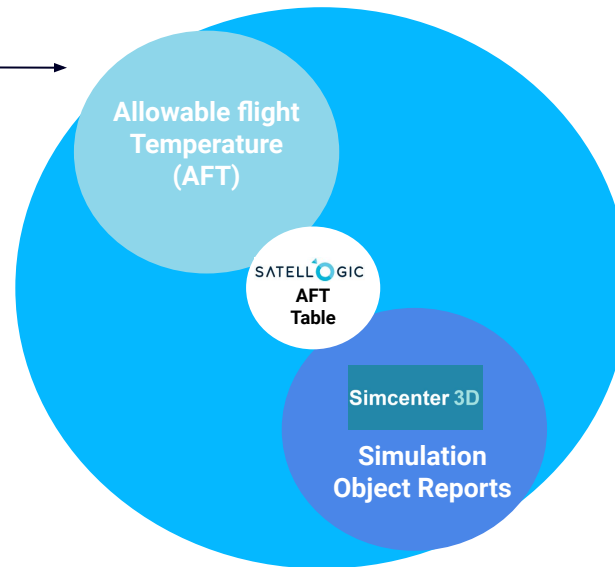 Allowable flight
Temperature
(AFT)
SATELLOGIC
AFT
Table
Simcenter 3D
Simulation
Object Reports